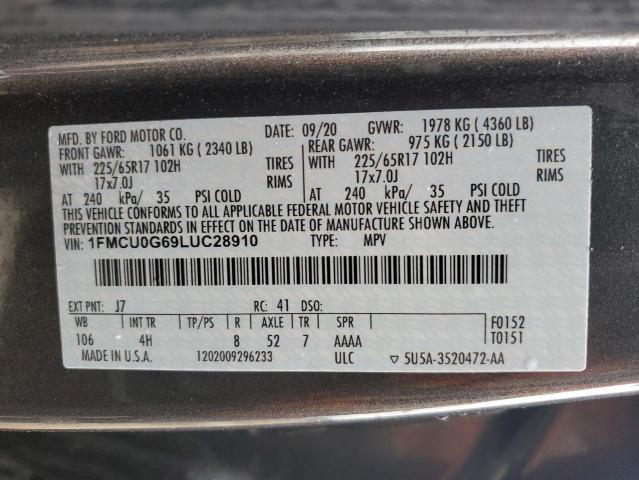 MFD. BY FORD MOTOR CO.
DATE: 09/20 GVWR: 1978 KG ( 4360 LB)
FRONT GAWR: 1061 KG ( 2340 LB) REAR GAWR: 975 KG ( 2150 LB)
WITH 225/65R17 102H TIRES WITH 225/65R17 102H TIRES
17x7.0J RIMS 17x7.0J RIMS
AT 240 kPa/ 35 PSI COLD AT 240 kPa/ 35 PSI COLD
THIS VEHICLE CONFORMS TO ALL APPLICABLE FEDERAL MOTOR VEHICLE SAFETY AND THEFT
PREVENTION STANDARDS IN EFFECT ON THE DATE OF MANUFACTURE SHOWN ABOVE.
VIN: 1FMCU0G69LUC28910 TYPE: MPV
EXT PNT: J7 RC: 41 DSO:
WB INT TR TP/PS R AXLE TR SPR F0152
106 4H 8 52 7 AAAA T0151
MADE IN U.S.A. 1202009296233 ULC ▽ 5U5A-3520472-AA